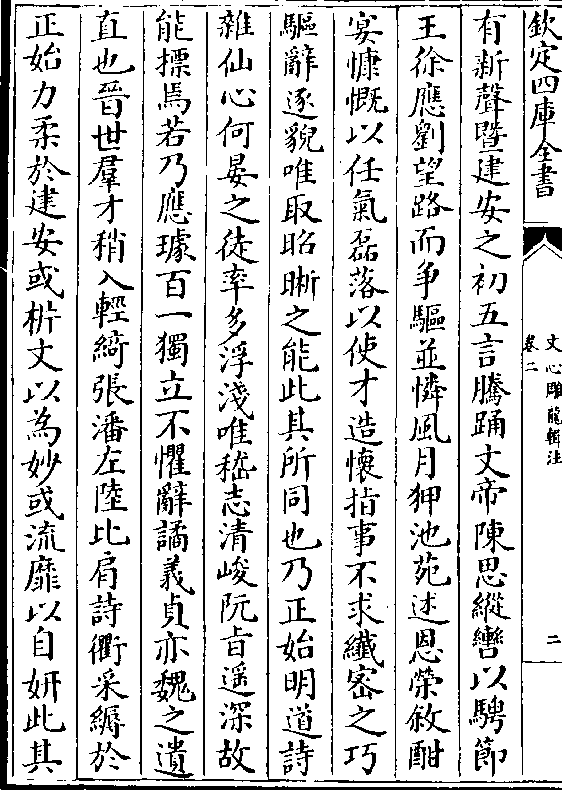 欽定四庫全書
文心雕龍輯注
卷二
二
有新聲暨建安之初五言騰踊文帝陳思縱轡以騁節
王徐應劉望路而争驅並憐風月狎池苑述恩榮敘酣
宴慷慨以任氣磊落以使才造懐指事不求纎宻之巧
驅辭逐貌唯取昭晣之能此其所同也乃正始明道詩
雜仙心何晏之徒率多浮淺唯嵇志清峻阮旨遥深故
能摽焉若乃應璩百一獨立不懼辭譎義貞亦魏之遺
直也晉世羣才稍入輕綺張潘左陸比肩詩衢采縟於
正始力柔於建安或析文以為妙或流靡以自妍此其